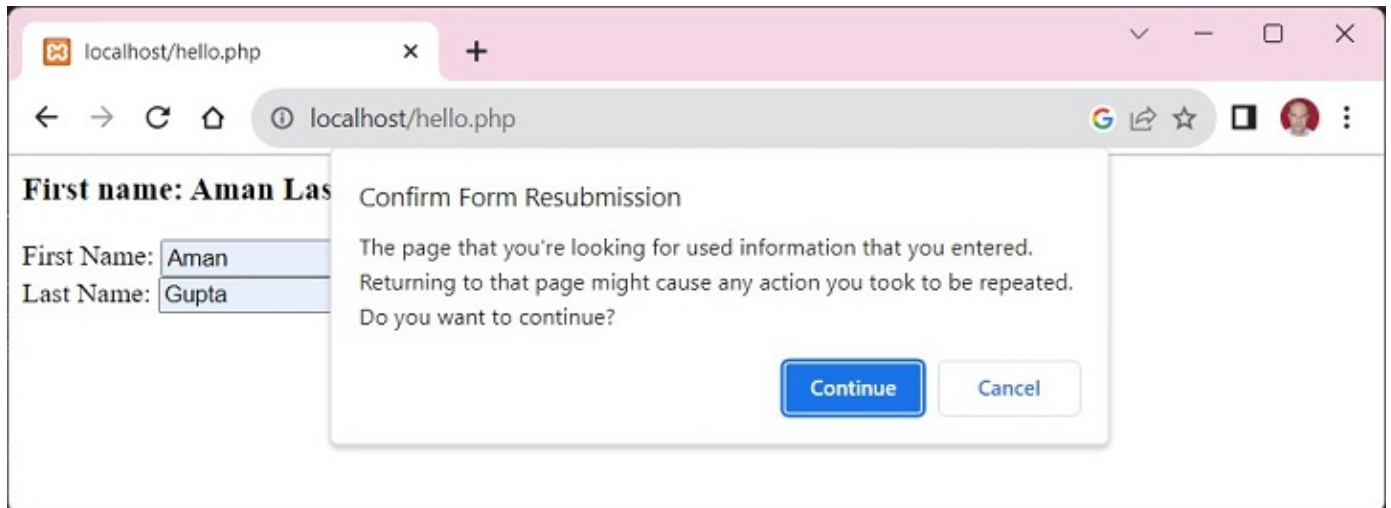 localhost/hello.php
localhost/hello.php
First name: Aman Las
First Name: Aman
Last Name: Gupta
Confirm Form Resubmission
The page that you're looking for used information that you entered.
Returning to that page might cause any action you took to be repeated.
Do you want to continue?
Continue Cancel